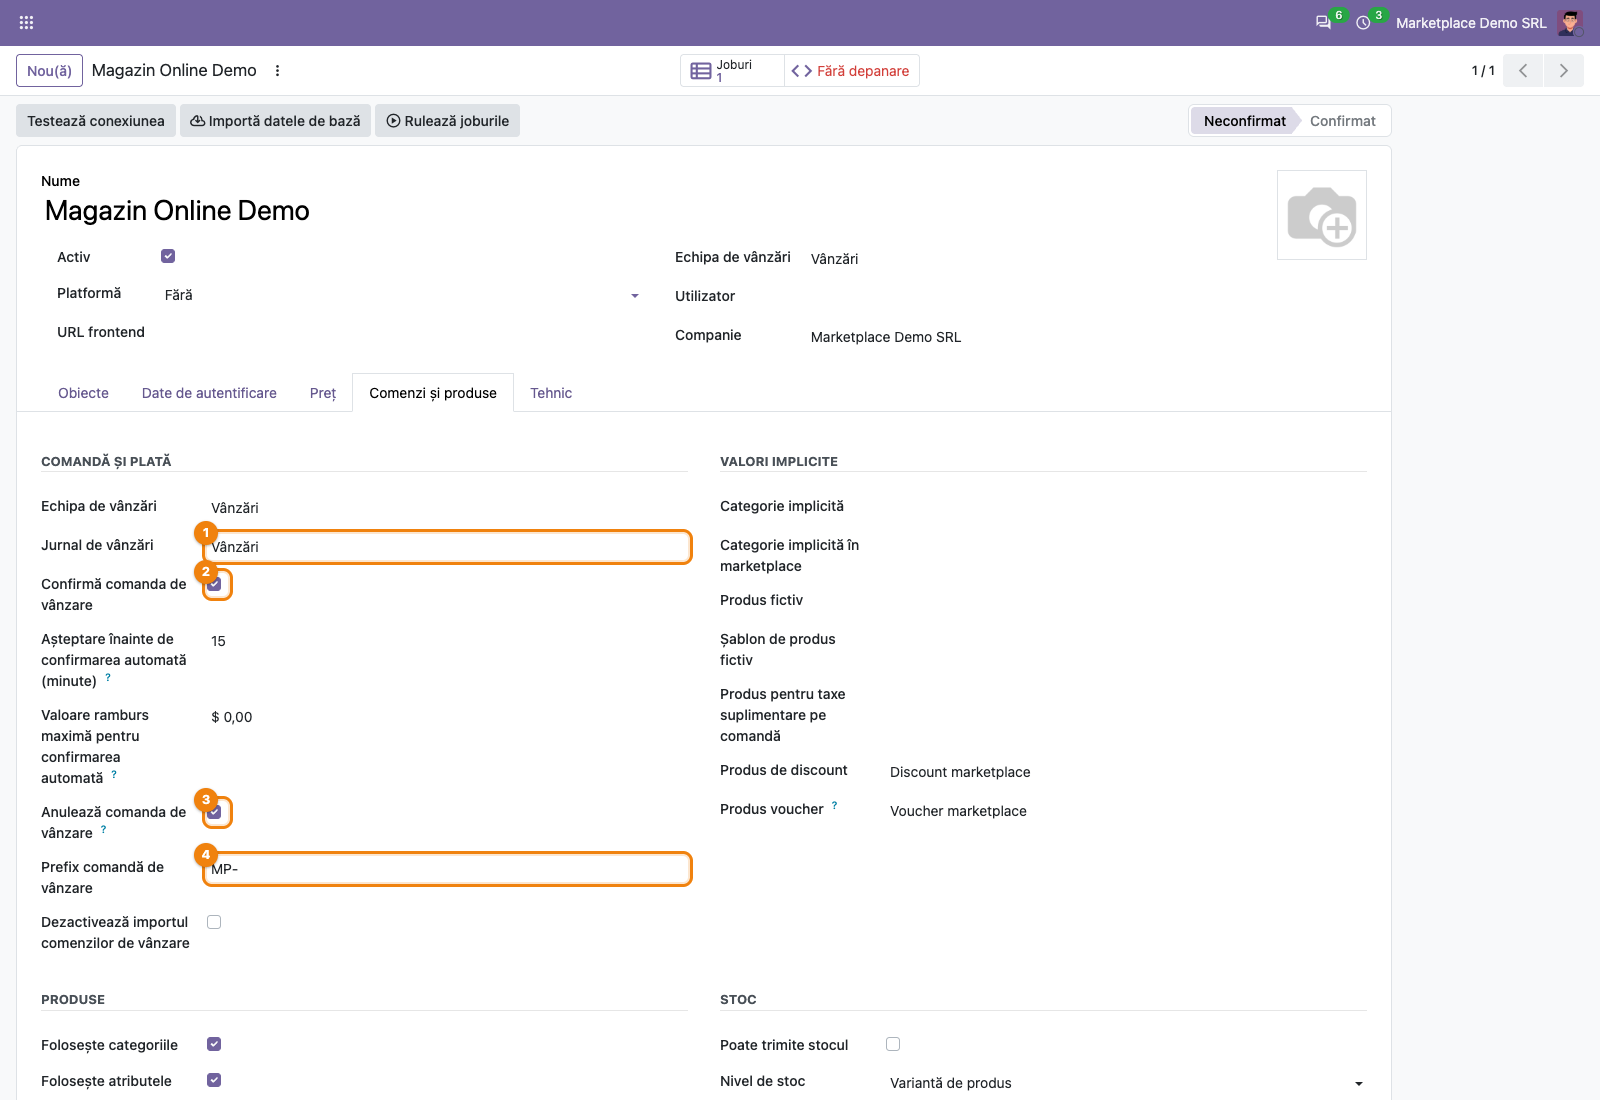 6
3
Marketplace Demo SRL
Nou(ă)
Magazin Online Demo
Joburi
1
Fără depanare
1 / 1
Testează conexiunea
Importă datele de bază
Rulează joburile
Neconfirmat
Confirmat
Nume
Magazin Online Demo
Activ
Platformă
Fără
URL frontend
Echipa de vânzări
Vânzări
Utilizator
Companie
Marketplace Demo SRL
Obiecte
Date de autentificare
Preț
Comenzi și produse
Tehnic
COMANDĂ ȘI PLATĂ
Echipa de vânzări
Vânzări
1
Jurnal de vânzări
Vânzări
2
Confirmă comanda de
vânzare
Așteptare înainte de
confirmarea automată
(minute) ?
15
Valoare ramburs
maximă pentru
confirmarea
automată ?
$ 0,00
3
Anulează comanda de
vânzare ?
4
Prefix comandă de
vânzare
MP-
Dezactivează importul
comenzilor de vânzare
VALORI IMPLICITE
Categorie implicită
Categorie implicită în
marketplace
Produs fictiv
Șablon de produs
fictiv
Produs pentru taxe
suplimentare pe
comandă
Produs de discount
Discount marketplace
Produs voucher ?
Voucher marketplace
PRODUSE
Folosește categoriile
Folosește atributele
STOC
Poate trimite stocul
Nivel de stoc
Variantă de produs